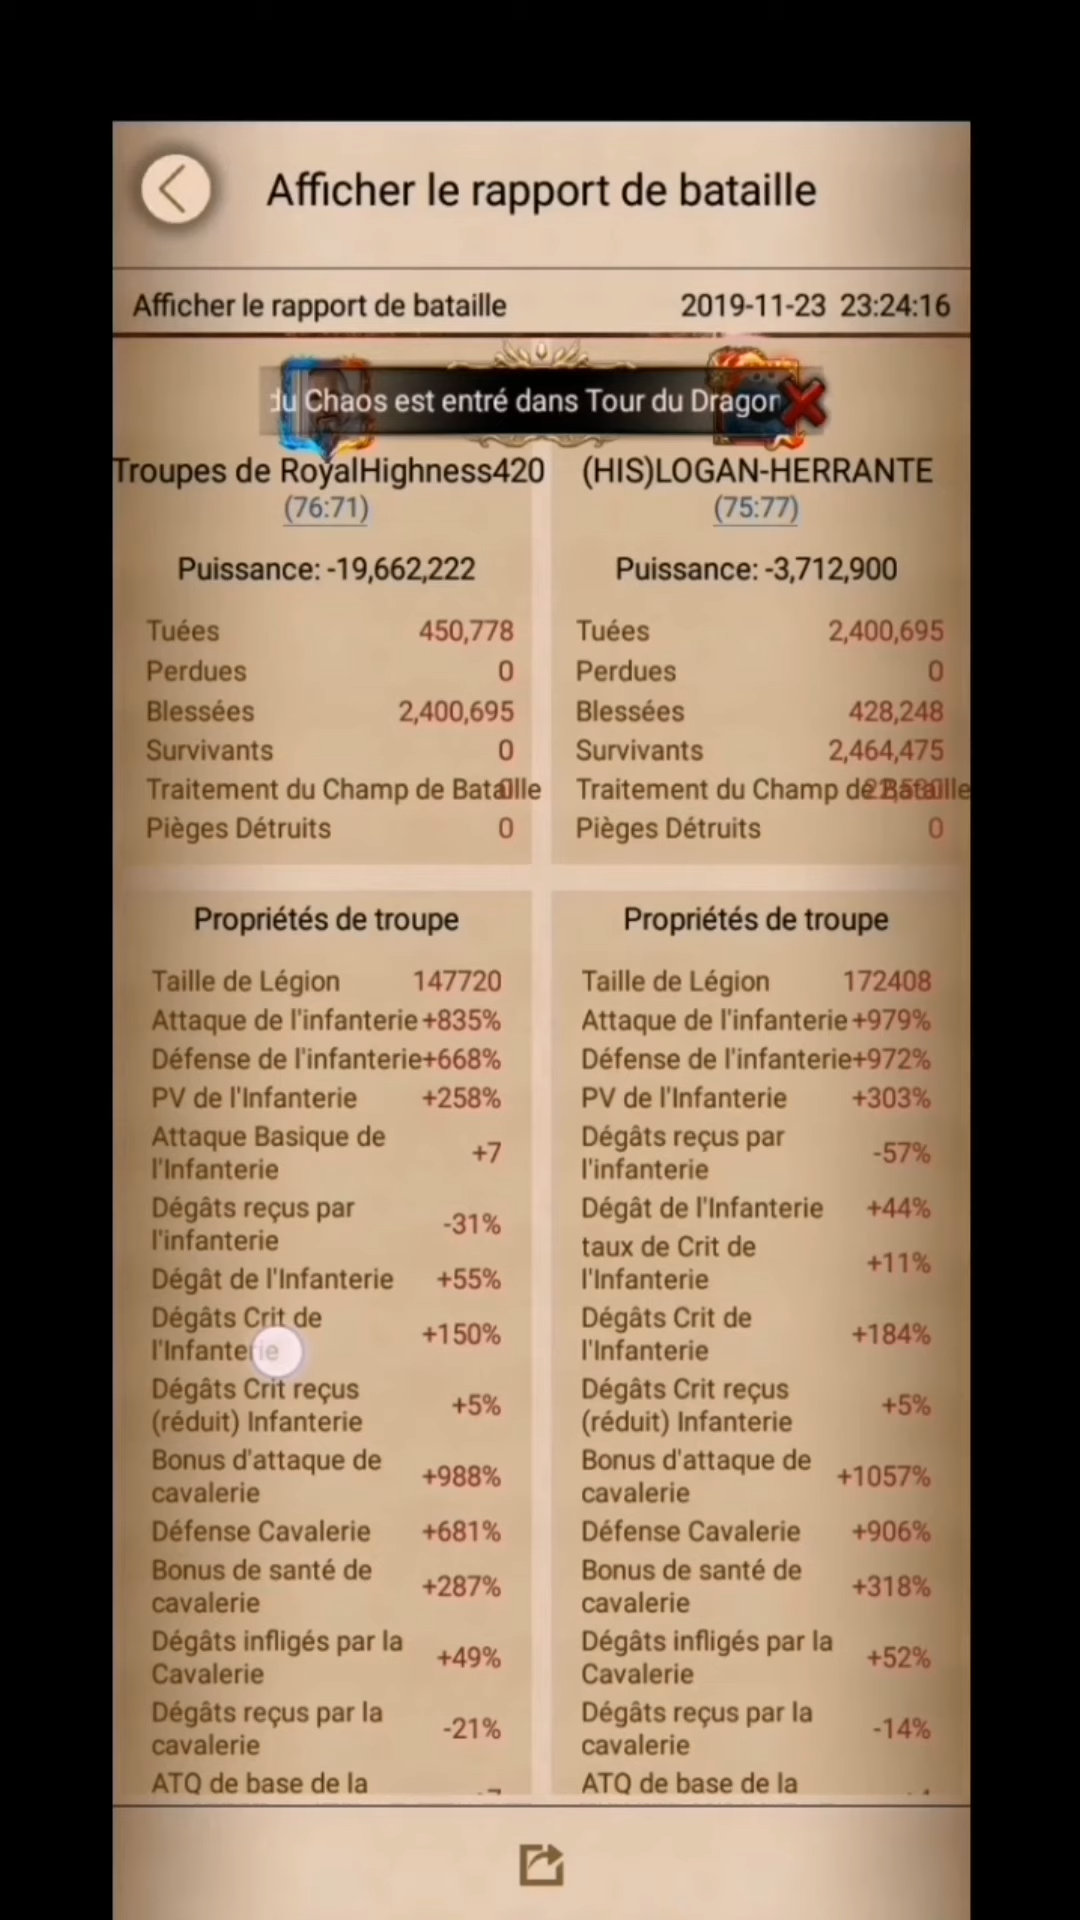 Afficher le rapport de bataille
Afficher le rapport de bataille 2019-11-23 23:24:16
du Chaos est entré dans Tour du Dragon
Troupes de RoyalHighness420
(76:71)
Puissance: -19,662,222
Tuées 450,778
Perdues 0
Blessées 2,400,695
Survivants 0
Traitement du Champ de Bataille 0
Pièges Détruits 0
(HIS)LOGAN-HERRANTE
(75:77)
Puissance: -3,712,900
Tuées 2,400,695
Perdues 0
Blessées 428,248
Survivants 2,464,475
Traitement du Champ de Bataille
Pièges Détruits 0
Propriétés de troupe
Taille de Légion 147720
Attaque de l'infanterie +835%
Défense de l'infanterie +668%
PV de l'Infanterie +258%
Attaque Basique de
l'Infanterie +7
Dégâts reçus par
l'infanterie -31%
Dégât de l'Infanterie +55%
Dégâts Crit de
l'Infanterie +150%
Dégâts Crit reçus
(réduit) Infanterie +5%
Bonus d'attaque de
cavalerie +988%
Défense Cavalerie +681%
Bonus de santé de
cavalerie +287%
Dégâts infligés par la
Cavalerie +49%
Dégâts reçus par la
cavalerie -21%
ATQ de base de la
Propriétés de troupe
Taille de Légion 172408
Attaque de l'infanterie +979%
Défense de l'infanterie +972%
PV de l'Infanterie +303%
Dégâts reçus par
l'infanterie -57%
Dégât de l'Infanterie +44%
taux de Crit de
l'Infanterie +11%
Dégâts Crit de
l'Infanterie +184%
Dégâts Crit reçus
(réduit) Infanterie +5%
Bonus d'attaque de
cavalerie +1057%
Défense Cavalerie +906%
Bonus de santé de
cavalerie +318%
Dégâts infligés par la
Cavalerie +52%
Dégâts reçus par la
cavalerie -14%
ATQ de base de la